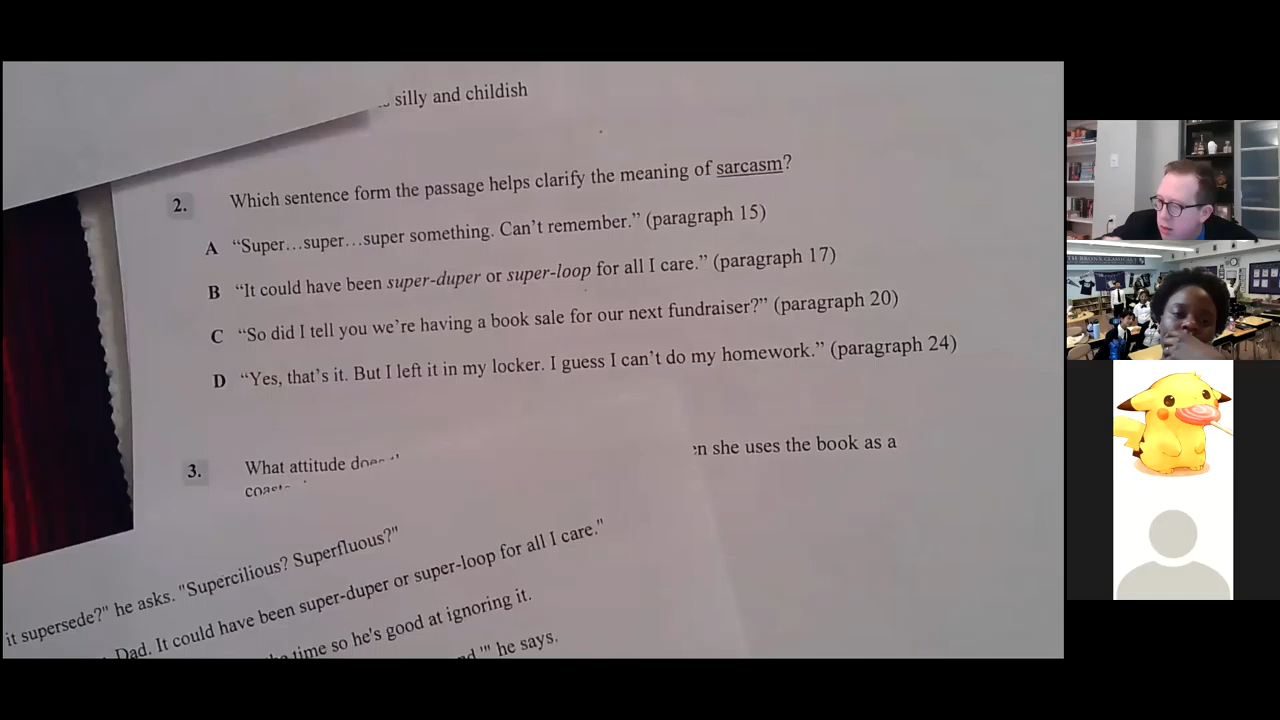 silly and childish
2. Which sentence form the passage helps clarify the meaning of sarcasm?
A “Super…super…super something. Can’t remember.” (paragraph 15)
B “It could have been super-duper or super-loop for all I care.” (paragraph 17)
C “So did I tell you we’re having a book sale for our next fundraiser?” (paragraph 20)
D “Yes, that’s it. But I left it in my locker. I guess I can’t do my homework.” (paragraph 24)
3. What attitude does she uses the book as a
it supersede?" he asks. "Supercilious? Superfluous?"
Dad. It could have been super-duper or super-loop for all I care."
time so he's good at ignoring it.
he says.